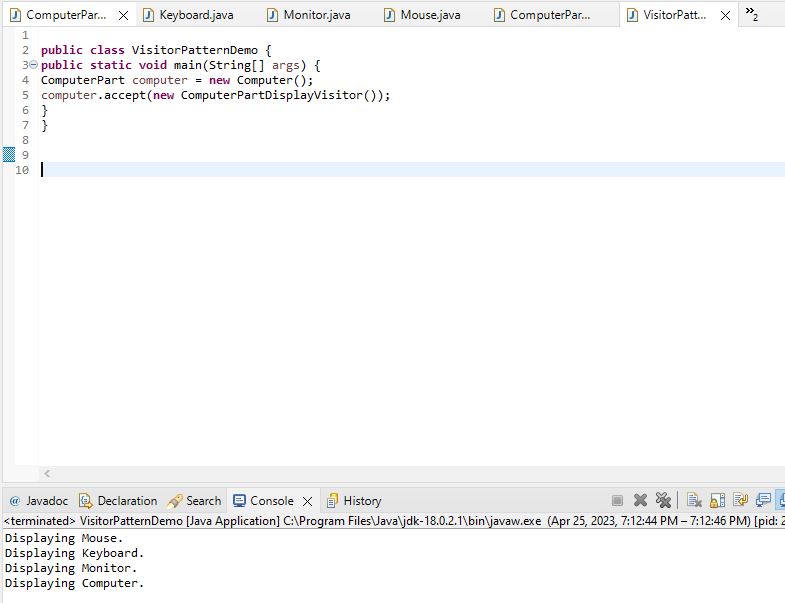 ComputerPar... Keyboard.java Monitor.java Mouse.java ComputerPar... VisitorPatt... »2
1
2 public class VisitorPatternDemo {
3 public static void main(String[] args) {
4 ComputerPart computer = new Computer();
5 computer.accept(new ComputerPartDisplayVisitor());
6 }
7 }
8
9
10
@ Javadoc Declaration Search Console History
<terminated> VisitorPatternDemo [Java Application] C:\Program Files\Java\jdk-18.0.2.1\bin\javaw.exe (Apr 25, 2023, 7:12:44 PM – 7:12:46 PM) [pid: 2
Displaying Mouse.
Displaying Keyboard.
Displaying Monitor.
Displaying Computer.